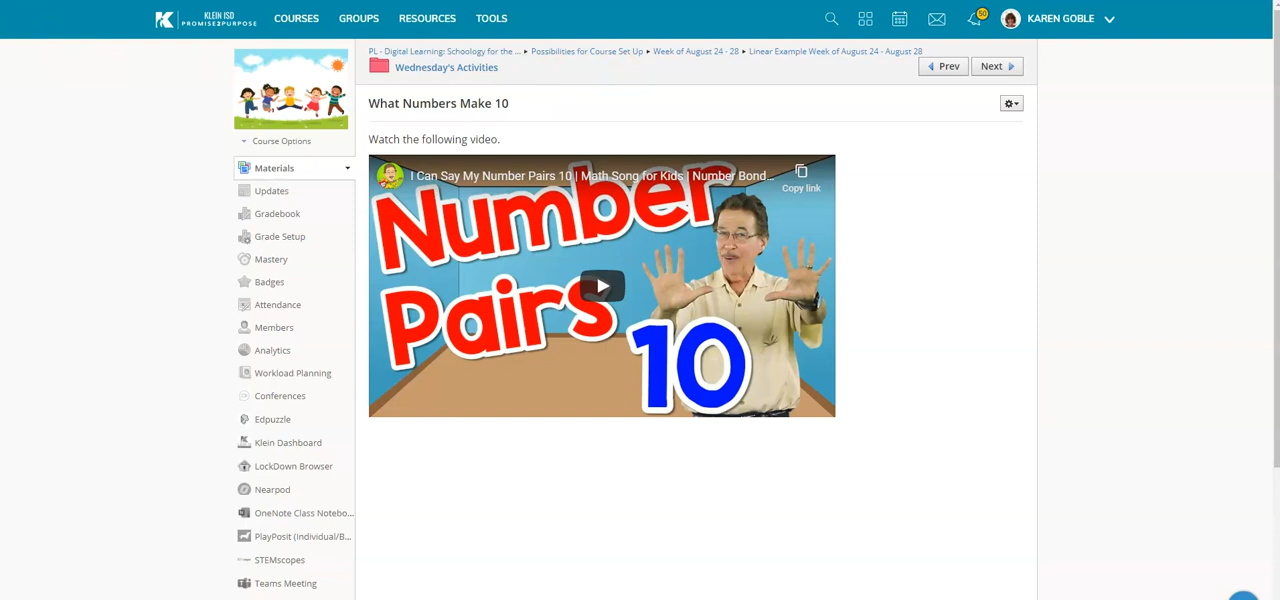 KLEIN ISD
PROMISE2PURPOSE
COURSES
GROUPS
RESOURCES
TOOLS
KAREN GOBLE
PL - Digital Learning: Schoology for the ... ▸ Possibilities for Course Set Up ▸ Week of August 24 - 28 ▸ Linear Example Week of August 24 - August 28
Wednesday's Activities
Prev
Next
What Numbers Make 10
Watch the following video.
I Can Say My Number Pairs 10 | Math Song for Kids | Number Bond...
Copy link
Number
Pairs
10
Course Options
Materials
Updates
Gradebook
Grade Setup
Mastery
Badges
Attendance
Members
Analytics
Workload Planning
Conferences
Edpuzzle
Klein Dashboard
LockDown Browser
Nearpod
OneNote Class Notebo...
PlayPosit (Individual/B...
STEMscopes
Teams Meeting